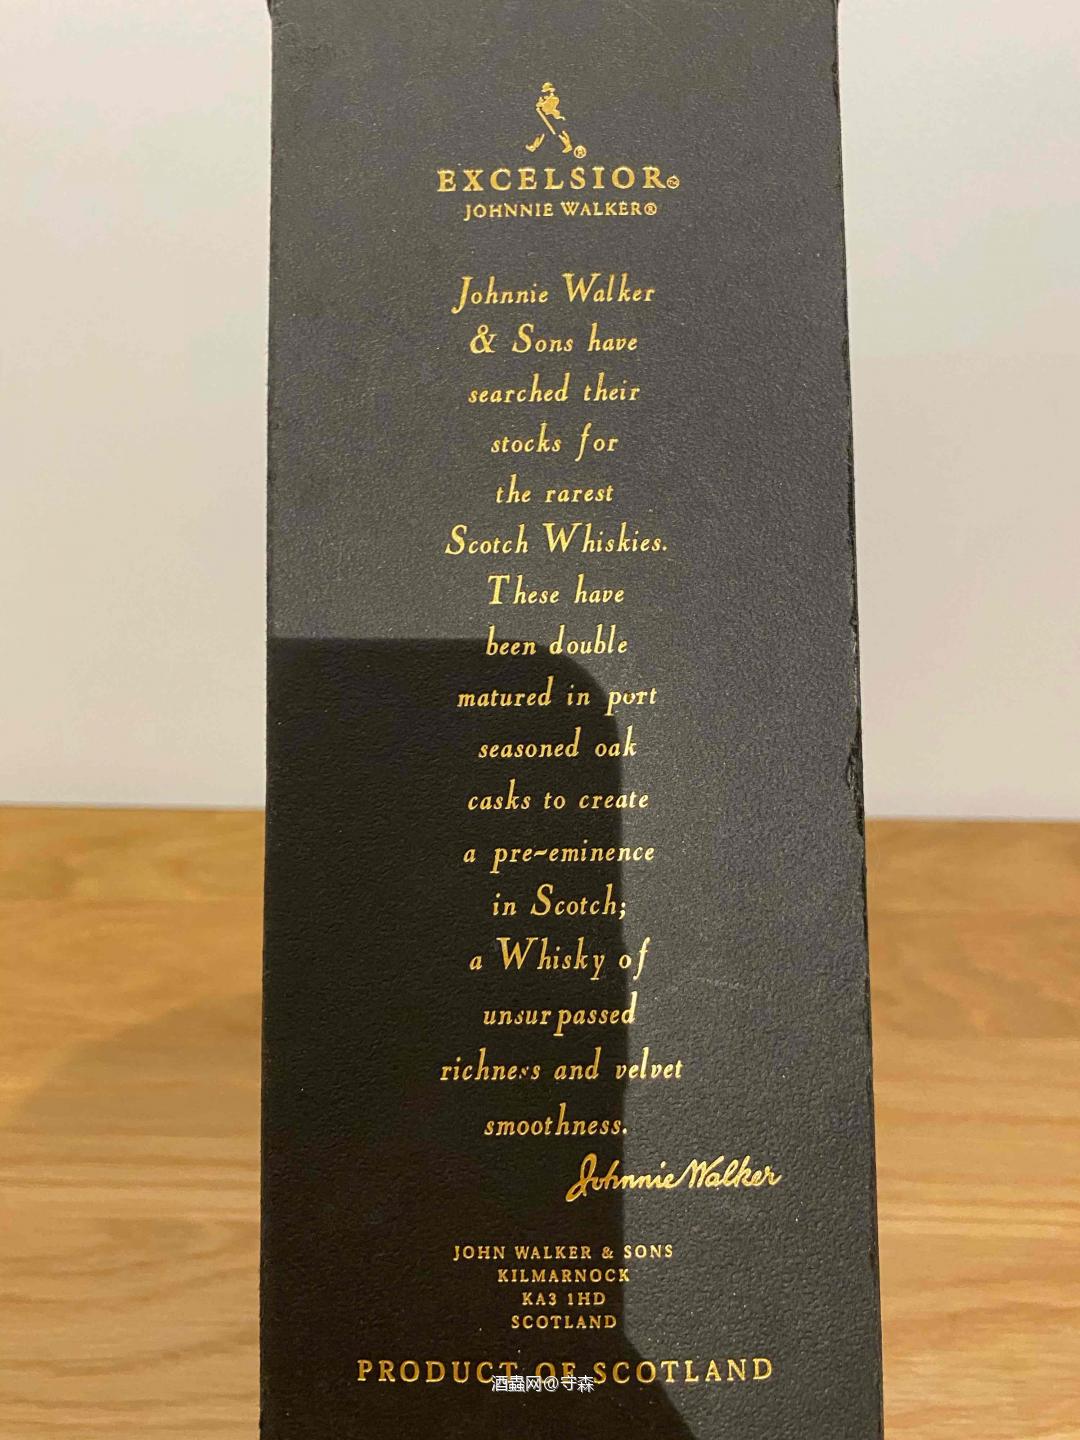 ®
EXCELSIOR™
JOHNNIE WALKER®
Johnnie Walker
& Sons have
searched their
stocks for
the rarest
Scotch Whiskies.
These have
been double
matured in port
seasoned oak
casks to create
a pre~eminence
in Scotch;
a Whisky of
unsurpassed
richness and velvet
smoothness.
Johnnie Walker
JOHN WALKER & SONS
KILMARNOCK
KA3 1HD
SCOTLAND
PRODUCT OF SCOTLAND
酒蟲网@守森